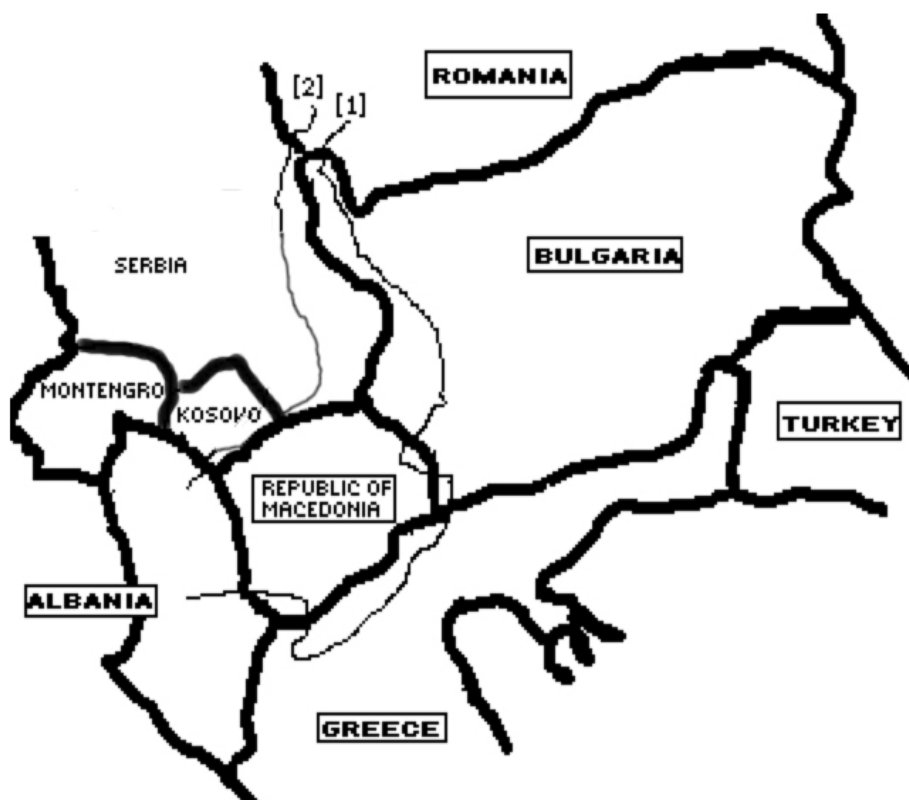 ROMANIA
[2]
[1]
BULGARIA
SERBIA
MONTENGRO
KOSOVO
TURKEY
REPUBLIC OF
MACEDONIA
ALBANIA
GREECE